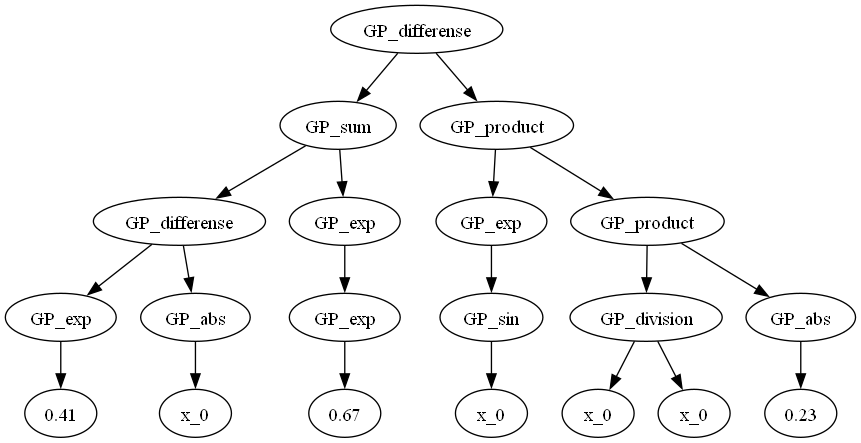 GP_differense
GP_sum
GP_product
GP_differense
GP_exp
GP_exp
GP_product
GP_exp
GP_abs
GP_exp
GP_sin
GP_division
GP_abs
0.41
x_0
0.67
x_0
x_0
x_0
0.23